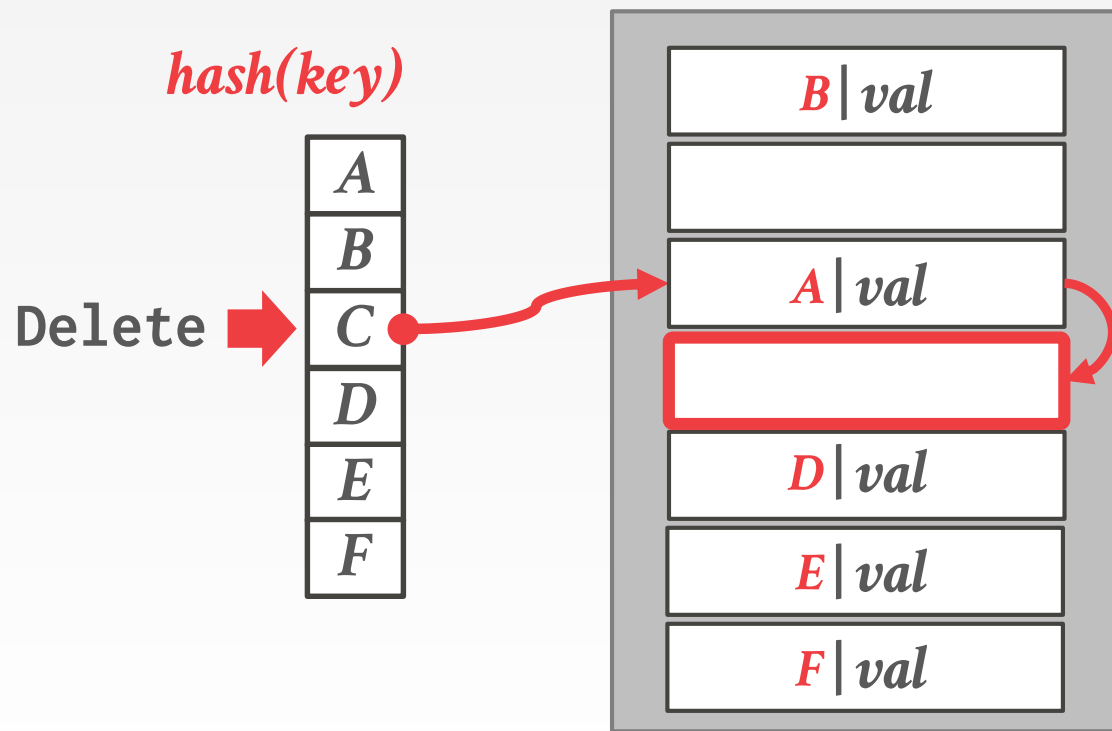 hash(key)
A
B
Delete
C
D
E
F
B|val
A|val
D|val
E|val
F|val